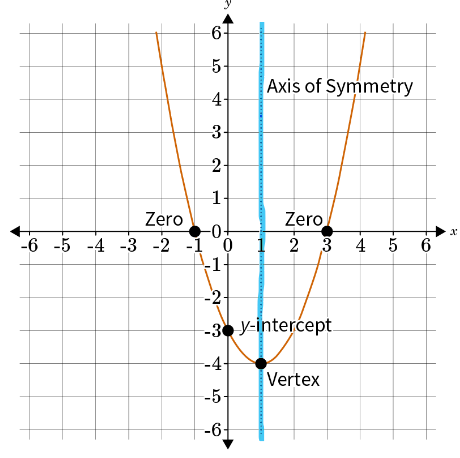 y
6
5
Axis of Symmetry
4
3
2
1
Zero Zero
0 x
-6 -5 -4 -3 -2 -1 0 1 2 3 4 5 6
-1
-2
-3 y-intercept
-4
Vertex
-5
-6